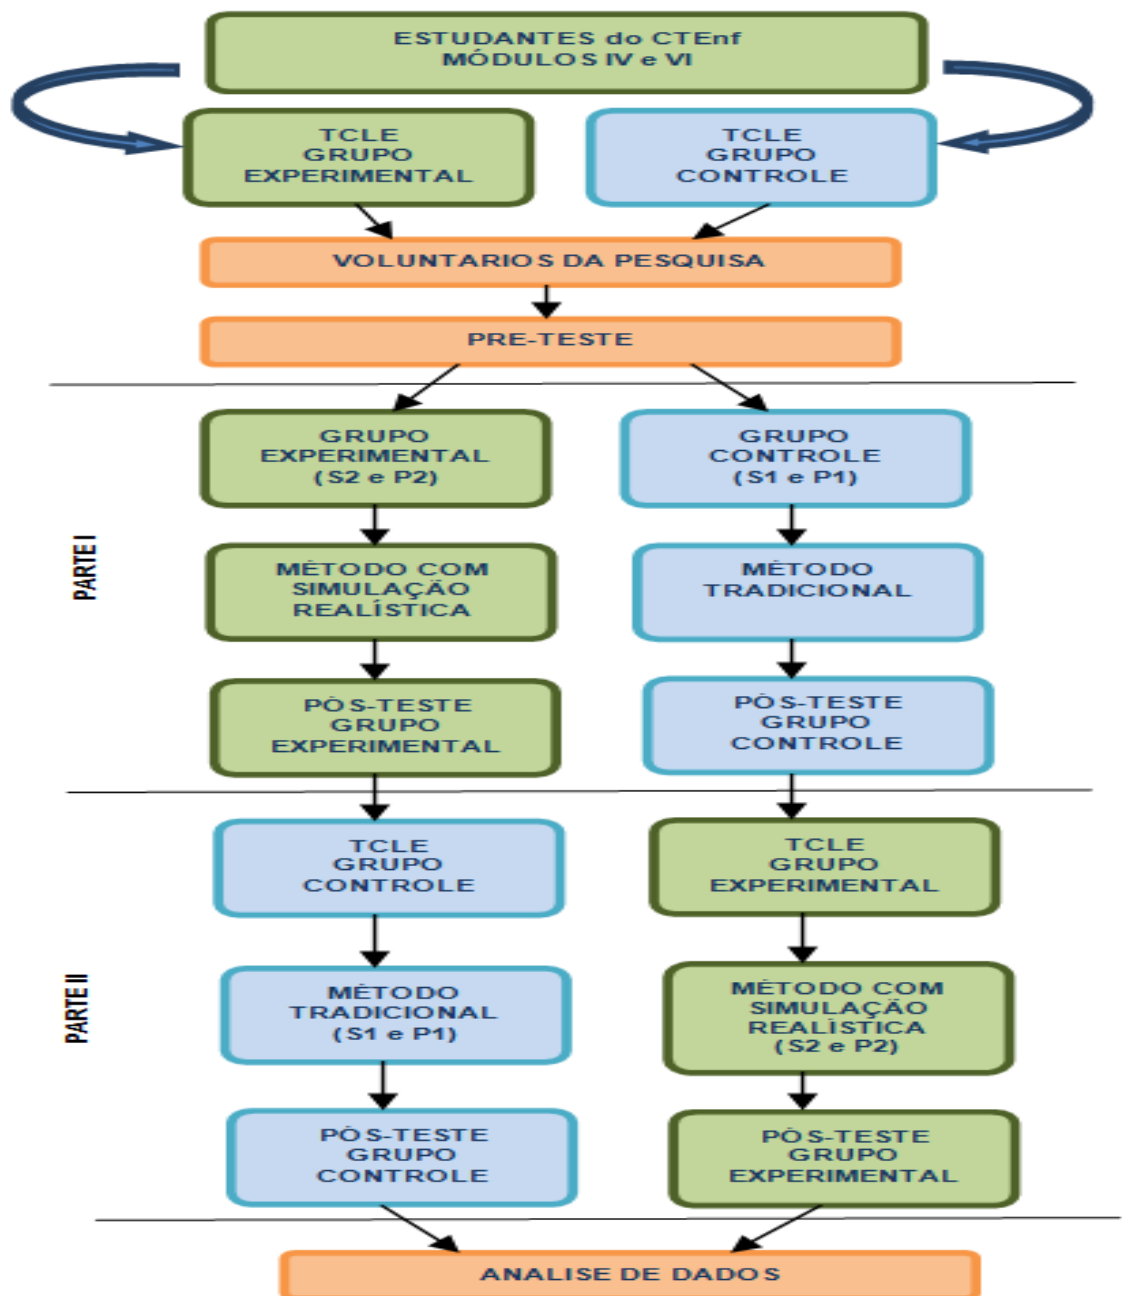 ESTUDANTES do CTEnf
MÓDULOS IV e VI
TCLE
GRUPO
EXPERIMENTAL
TCLE
GRUPO
CONTROLE
VOLUNTARIOS DA PESQUISA
PRE-TESTE
PARTE I
GRUPO
EXPERIMENTAL
(S2 e P2)
GRUPO
CONTROLE
(S1 e P1)
MÉTODO COM
SIMULAÇÃO
REALÍSTICA
MÉTODO
TRADICIONAL
PÓS-TESTE
GRUPO
EXPERIMENTAL
PÓS-TESTE
GRUPO
CONTROLE
PARTE II
TCLE
GRUPO
CONTROLE
TCLE
GRUPO
EXPERIMENTAL
MÉTODO
TRADICIONAL
(S1 e P1)
MÉTODO COM
SIMULAÇÃO
REALÍSTICA
(S2 e P2)
PÓS-TESTE
GRUPO
CONTROLE
PÓS-TESTE
GRUPO
EXPERIMENTAL
ANALISE DE DADOS